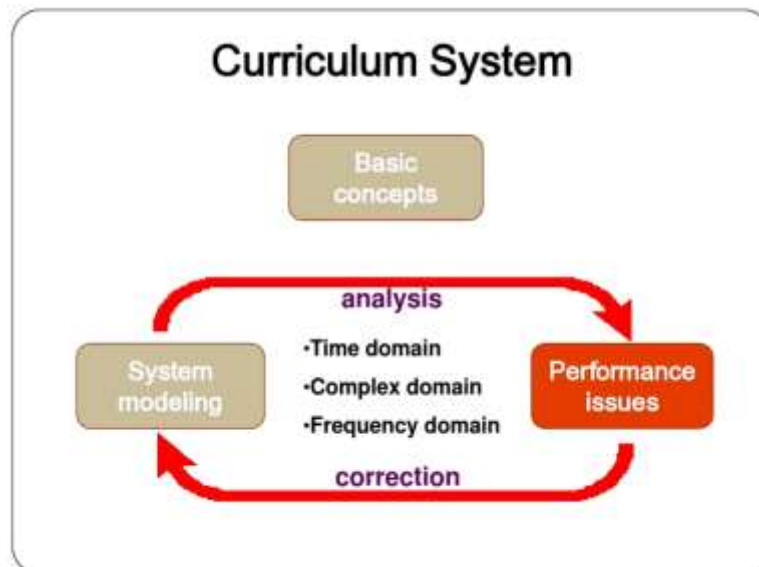 Curriculum System
Basic
concepts
analysis
•Time domain
•Complex domain
•Frequency domain
System
modeling
Performance
issues
correction